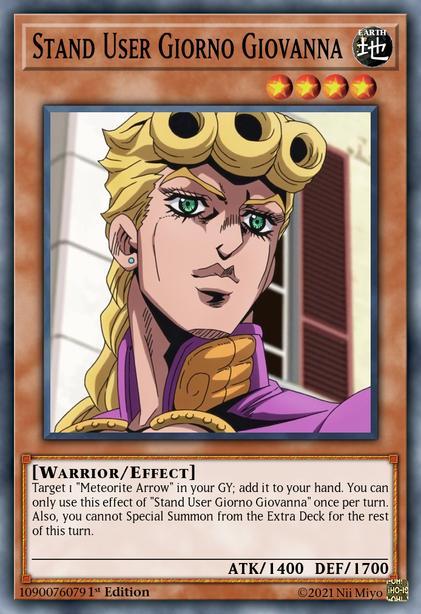 STAND USER GIORNO GIOVANNA
EARTH
地
[WARRIOR/EFFECT]
Target 1 "Meteorite Arrow" in your GY; add it to your hand. You can
only use this effect of "Stand User Giorno Giovanna" once per turn.
Also, you cannot Special Summon from the Extra Deck for the rest
of this turn.
ATK/1400 DEF/1700
1090076079 1st Edition
©2021 Nii Miyo